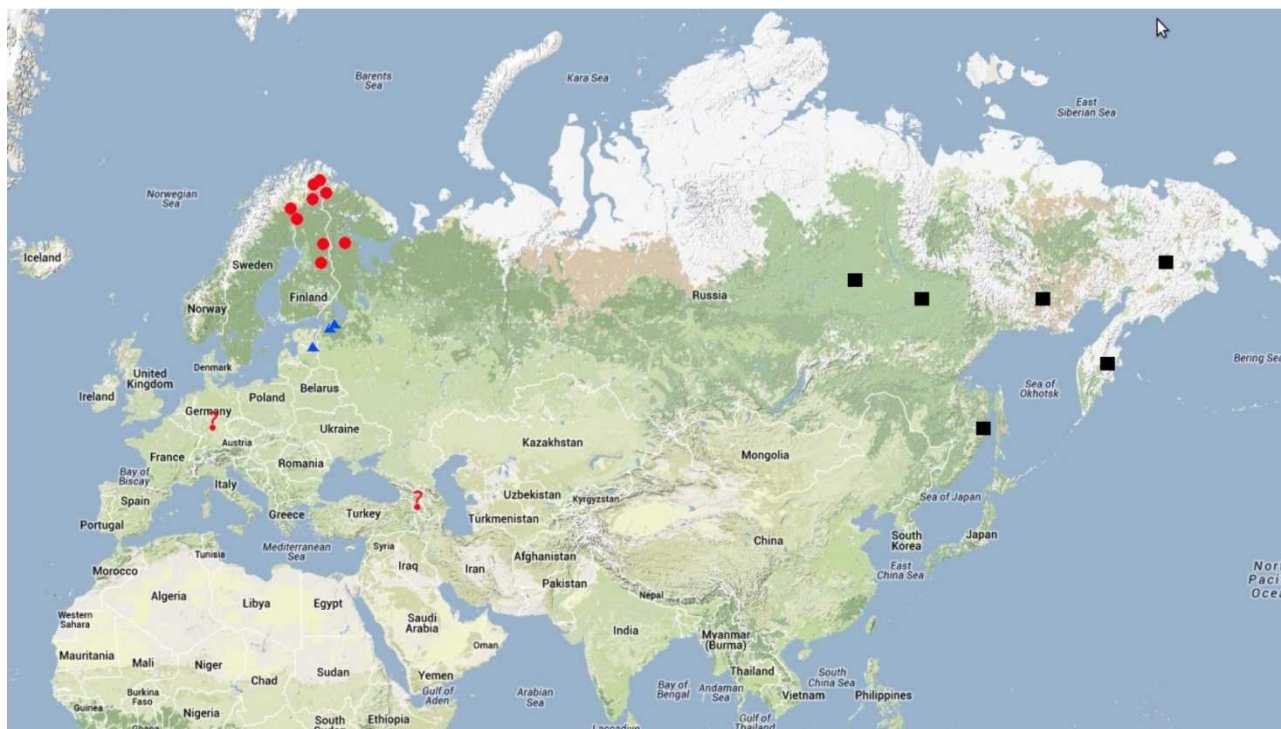 Barents
Sea
Kara Sea
East
Siberian Sea
Norwegian
Sea
Iceland
Sweden
Finland
Norway
Russia
Denmark
United
Kingdom
Ireland
Belarus
Poland
Germany
?
Ukraine
Austria
France
Romania
Bay of
Biscay
Italy
Spain
Portugal
Greece
Turkey
?
Kazakhstan
Mongolia
Uzbekistan
Kyrgyzstan
Turkmenistan
Sea of
Okhotsk
Bering Sea
Sea of Japan
South
Korea
Japan
China
East
China Sea
Mediterranean
Sea
Tunisia
Morocco
Syria
Iraq
Iran
Afghanistan
Pakistan
Nepal
Algeria
Libya
Egypt
Western
Sahara
Saudi
Arabia
Oman
India
Myanmar
(Burma)
Mauritania
Mali
Niger
Chad
Sudan
Yemen
Gulf of
Aden
Arabian
Sea
Bay of
Bengal
Andaman
Sea
Thailand
Vietnam
South
China Sea
Philippines
Gulf of
Thailand
Burkina
Faso
Guinea
Nigeria
Ethiopia
South
Nor
Paci
Oce